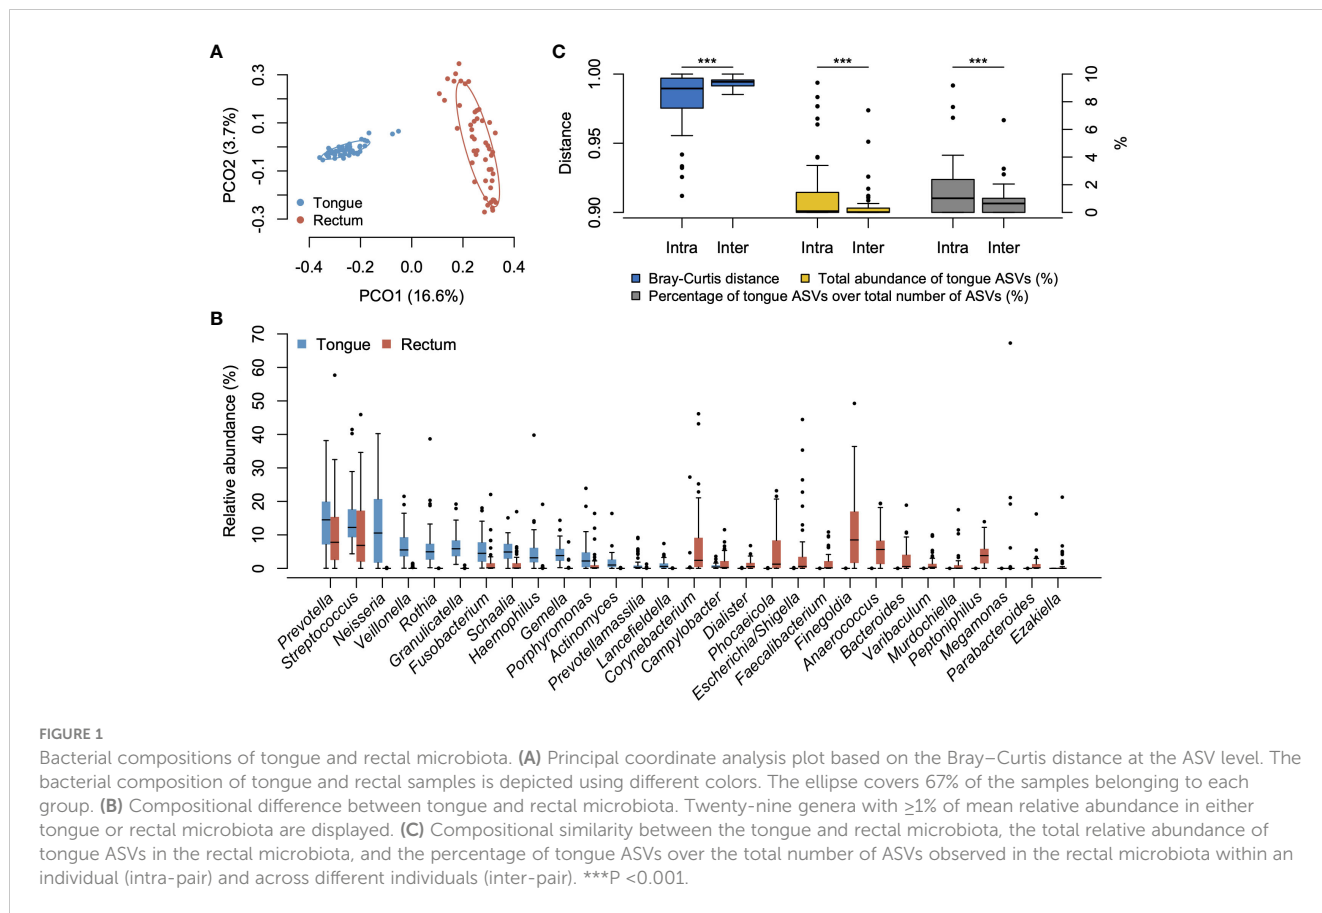 A
PCO2 (3.7%)
0.3
0.1
-0.1
-0.3
Tongue
Rectum
-0.4
-0.2
0.0
0.2
0.4
PCO1 (16.6%)
C
***
***
***
Distance
1.00
0.95
0.90
10
8
6
4
2
0
%
Intra
Inter
Intra
Inter
Intra
Inter
Bray-Curtis distance
Total abundance of tongue ASVs (%)
Percentage of tongue ASVs over total number of ASVs (%)
B
Relative abundance (%)
70
60
50
40
30
20
10
0
Tongue
Rectum
Prevotella
Streptococcus
Neisseria
Veillonella
Rothia
Granulicatella
Fusobacterium
Schaalia
Haemophilus
Gemella
Porphyromonas
Actinomyces
Prevotellamassilia
Lancefieldella
Corynebacterium
Campylobacter
Dialister
Phocaeicola
Escherichia/Shigella
Faecalibacterium
Finegoldia
Anaerococcus
Bacteroides
Varibaculum
Murdochiella
Peptoniphilus
Megamonas
Parabacteroides
Ezakiella
FIGURE 1
Bacterial compositions of tongue and rectal microbiota. (A) Principal coordinate analysis plot based on the Bray–Curtis distance at the ASV level. The
bacterial composition of tongue and rectal samples is depicted using different colors. The ellipse covers 67% of the samples belonging to each
group. (B) Compositional difference between tongue and rectal microbiota. Twenty-nine genera with ≥1% of mean relative abundance in either
tongue or rectal microbiota are displayed. (C) Compositional similarity between the tongue and rectal microbiota, the total relative abundance of
tongue ASVs in the rectal microbiota, and the percentage of tongue ASVs over the total number of ASVs observed in the rectal microbiota within an
individual (intra-pair) and across different individuals (inter-pair). ***P <0.001.